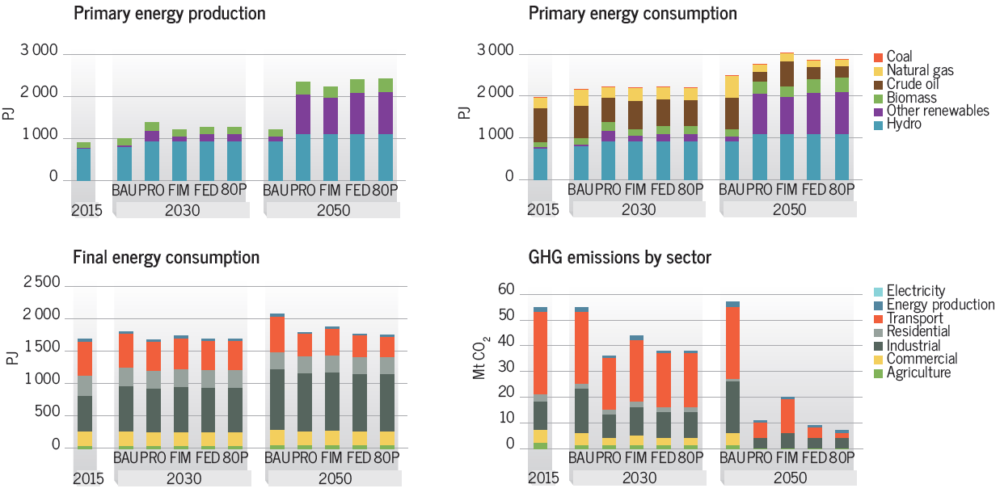 Primary energy production
PJ
3 000
2 000
1 000
0
BAU PRO FIM FED 80P BAU PRO FIM FED 80P
2015 2030 2050
Primary energy consumption
PJ
3 000
2 000
1 000
0
BAU PRO FIM FED 80P BAU PRO FIM FED 80P
2015 2030 2050
Coal
Natural gas
Crude oil
Biomass
Other renewables
Hydro
Final energy consumption
PJ
2 500
2 000
1 500
1 000
500
0
BAU PRO FIM FED 80P BAU PRO FIM FED 80P
2015 2030 2050
GHG emissions by sector
Mt CO2
60
50
40
30
20
10
0
BAU PRO FIM FED 80P BAU PRO FIM FED 80P
2015 2030 2050
Electricity
Energy production
Transport
Residential
Industrial
Commercial
Agriculture